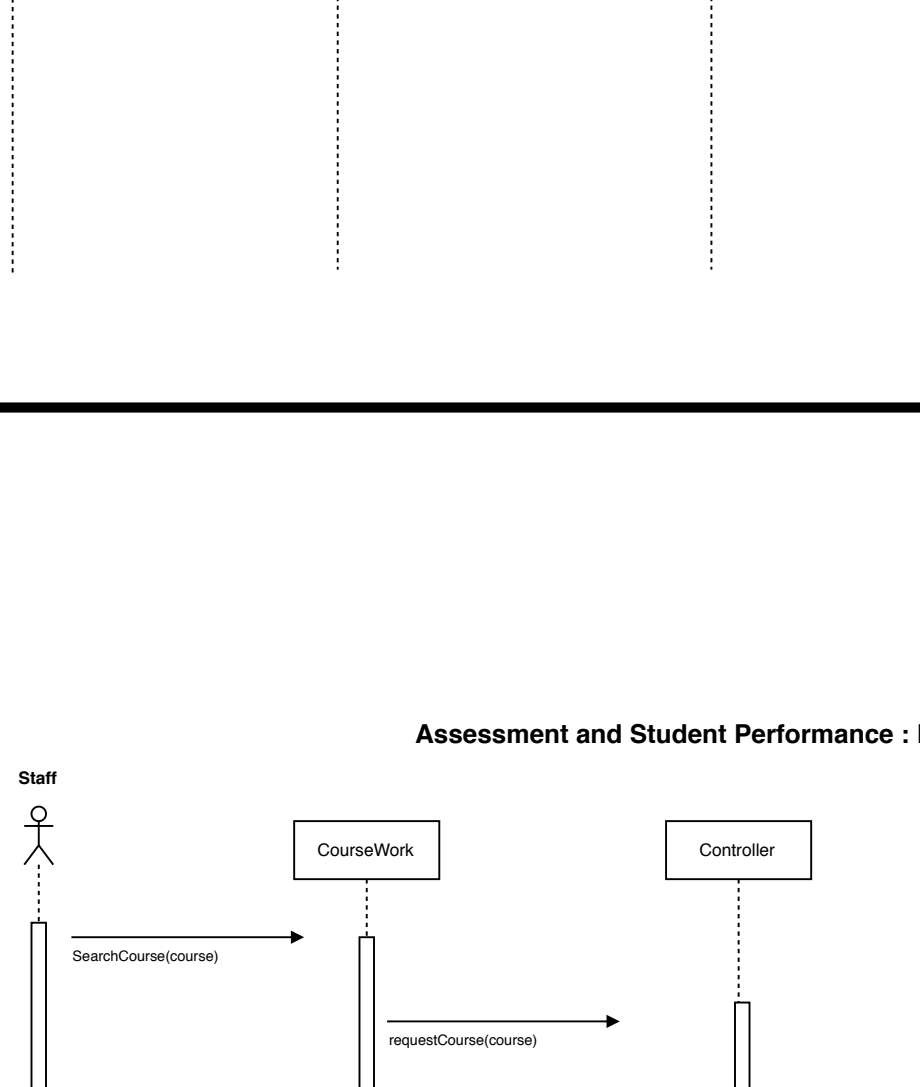 Assessment and Student Performance :
Staff
CourseWork
Controller
SearchCourse(course)
requestCourse(course)